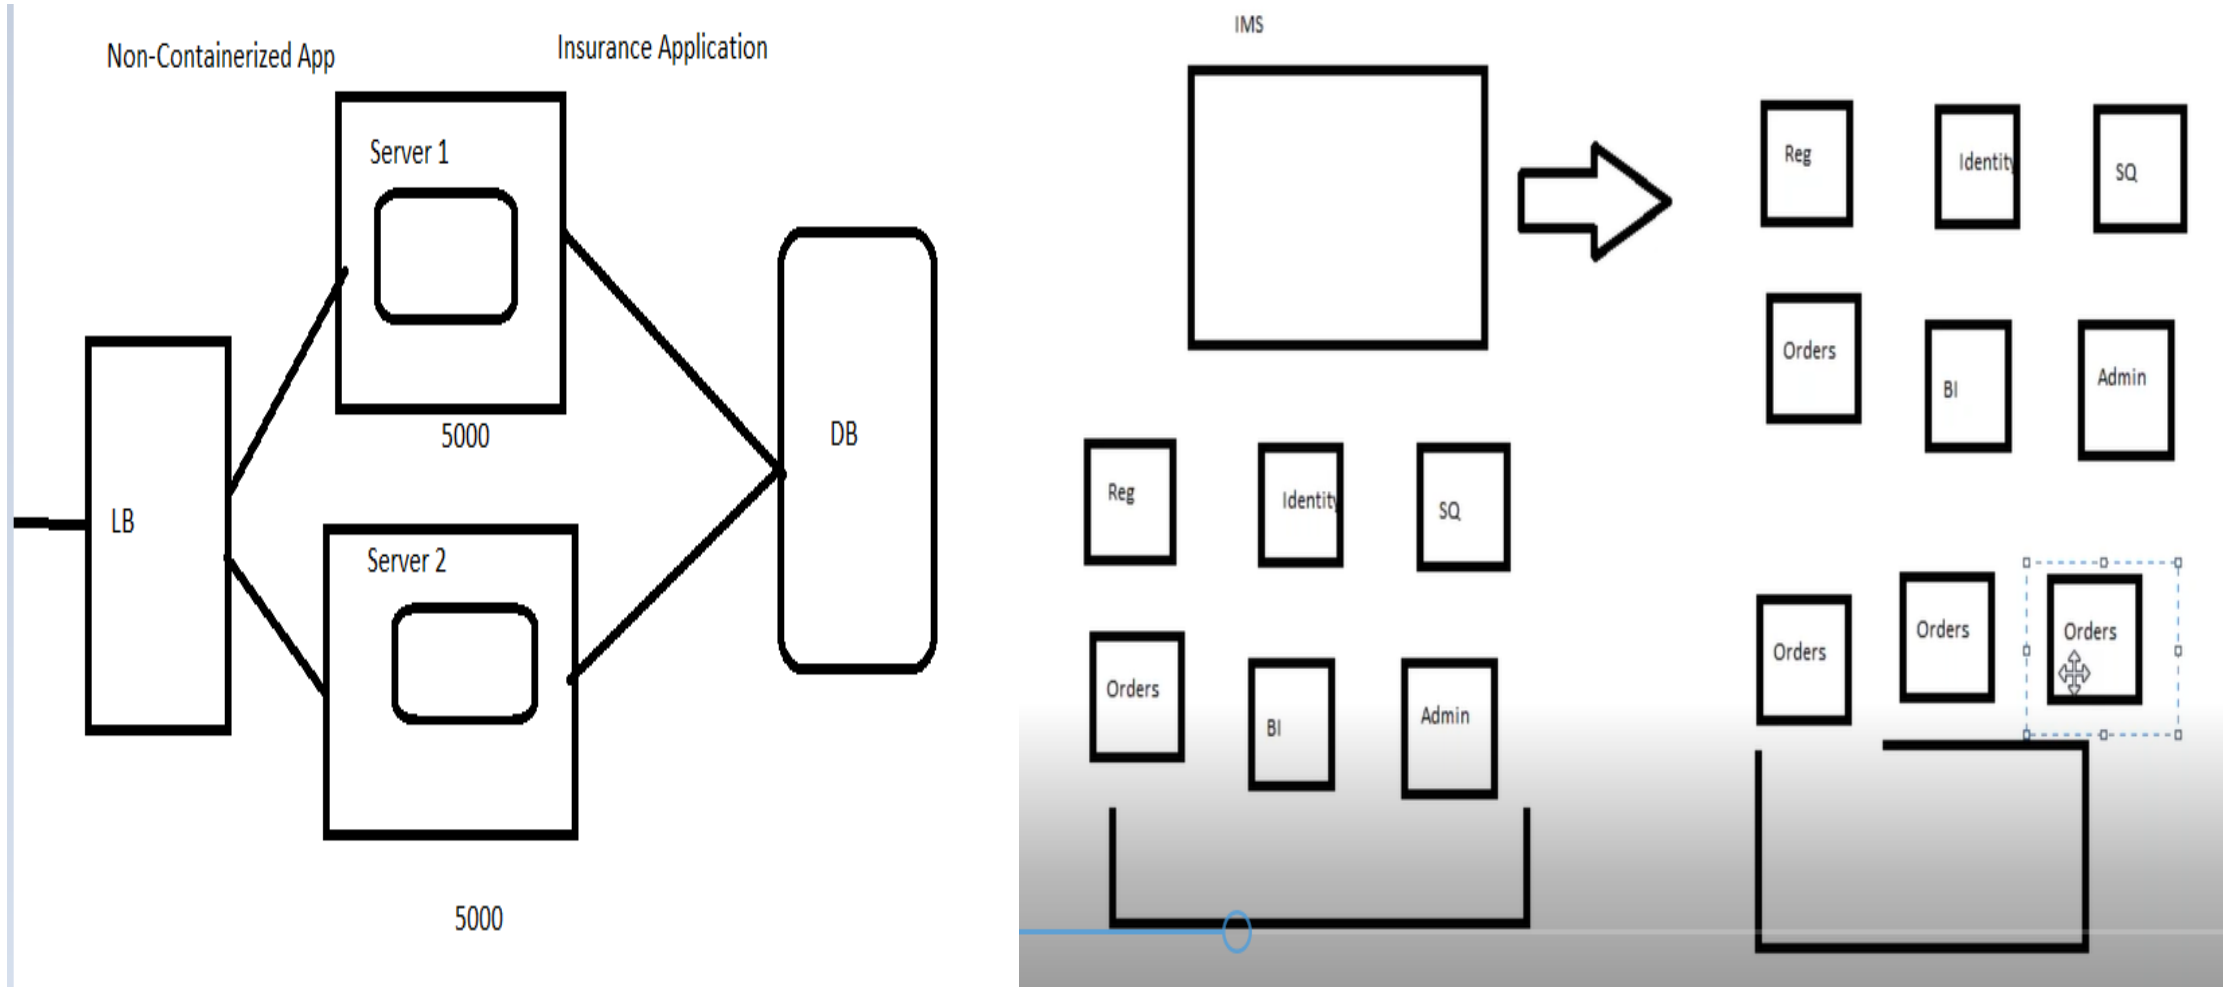 Non-Containerized App
Insurance Application
Server 1
5000
LB
DB
Server 2
5000
IMS
Reg
Identity
SQ
Orders
BI
Admin
Reg
Identity
SQ
Orders
BI
Admin
Orders
Orders
Orders